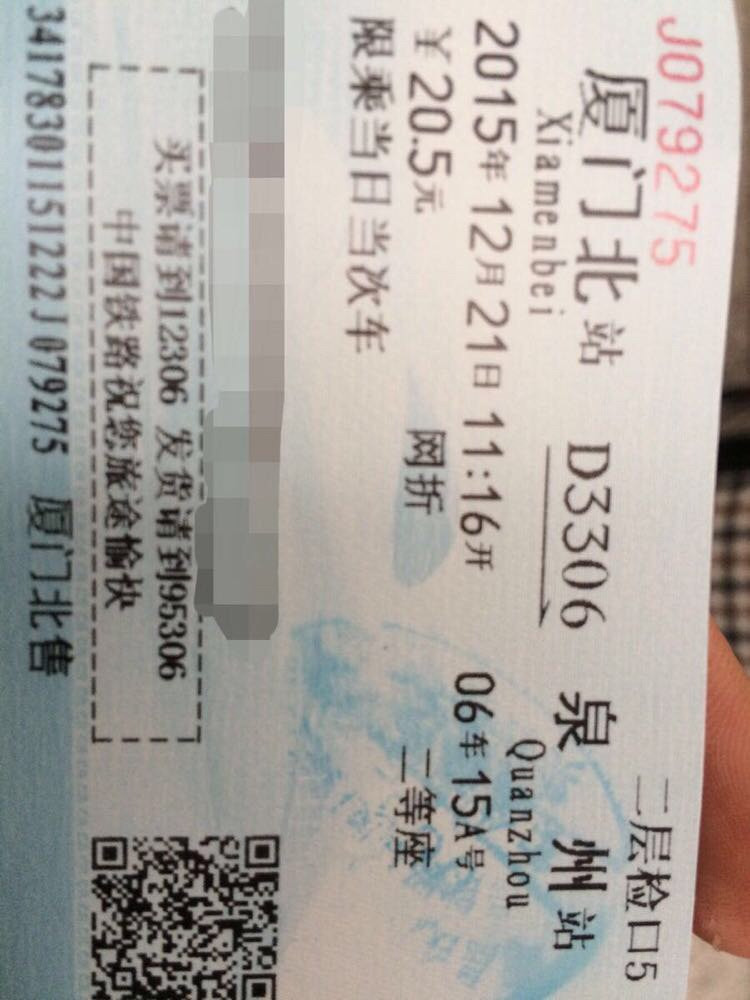 J079275
二层检口5
厦门北站 D3306 泉州站
Xiamenbei Quanzhou
2015年12月21日11:16开 06车15A号
￥20.5元 网折 二等座
限乘当日当次车
买票请到12306 发货请到95306
中国铁路祝您旅途愉快
34178301151222J079275 厦门北售